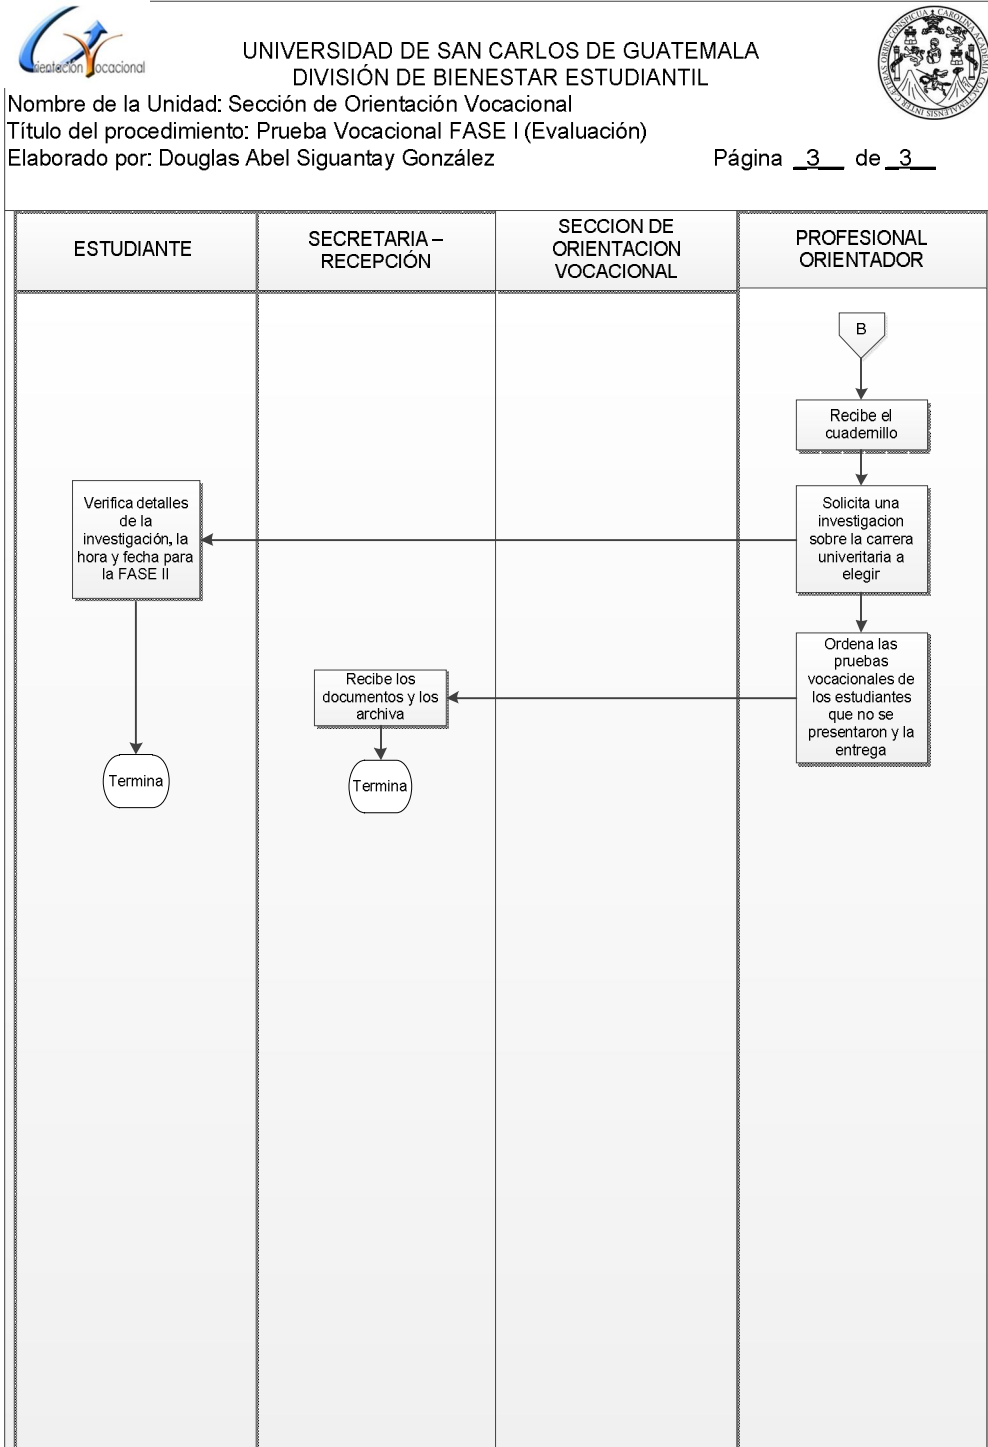 Orientación Vocacional
UNIVERSIDAD DE SAN CARLOS DE GUATEMALA
DIVISIÓN DE BIENESTAR ESTUDIANTIL
Nombre de la Unidad: Sección de Orientación Vocacional
Título del procedimiento: Prueba Vocacional FASE I (Evaluación)
Elaborado por: Douglas Abel Siguantay González
Página _3__ de _3__
ESTUDIANTE
SECRETARIA –
RECEPCIÓN
SECCION DE
ORIENTACION
VOCACIONAL
PROFESIONAL
ORIENTADOR
B
Recibe el
cuadernillo
Solicita una
investigacion
sobre la carrera
univeritaria a
elegir
Verifica detalles
de la
investigación, la
hora y fecha para
la FASE II
Ordena las
pruebas
vocacionales de
los estudiantes
que no se
presentaron y la
entrega
Recibe los
documentos y los
archiva
Termina
Termina